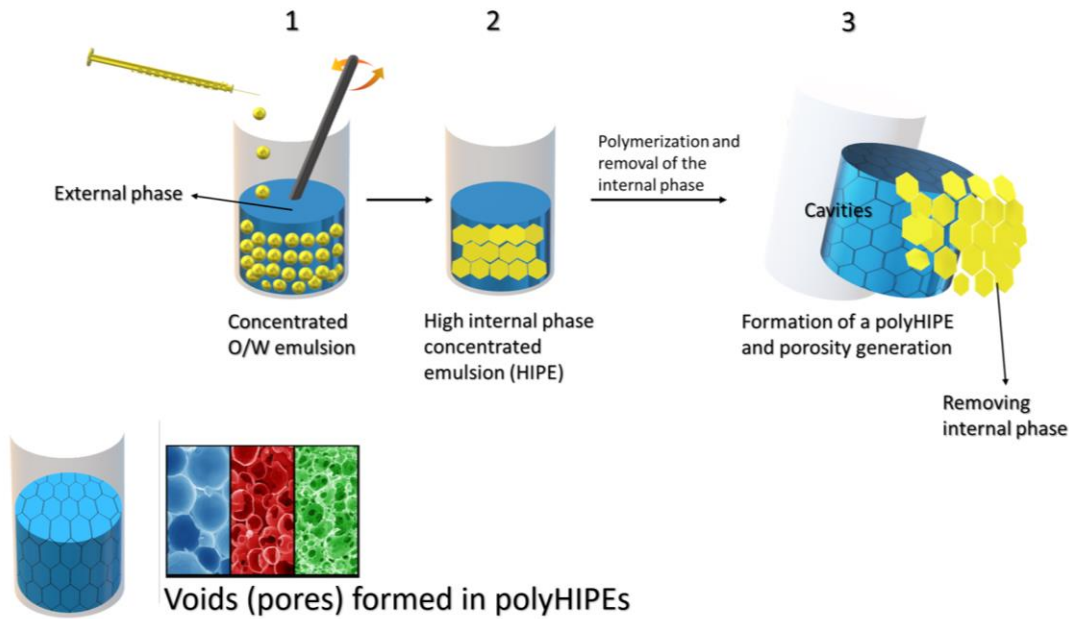 1
2
3
External phase
Polymerization and
removal of the
internal phase
Cavities
Concentrated
O/W emulsion
High internal phase
concentrated
emulsion (HIPE)
Formation of a polyHIPE
and porosity generation
Removing
internal phase
Voids (pores) formed in polyHIPEs